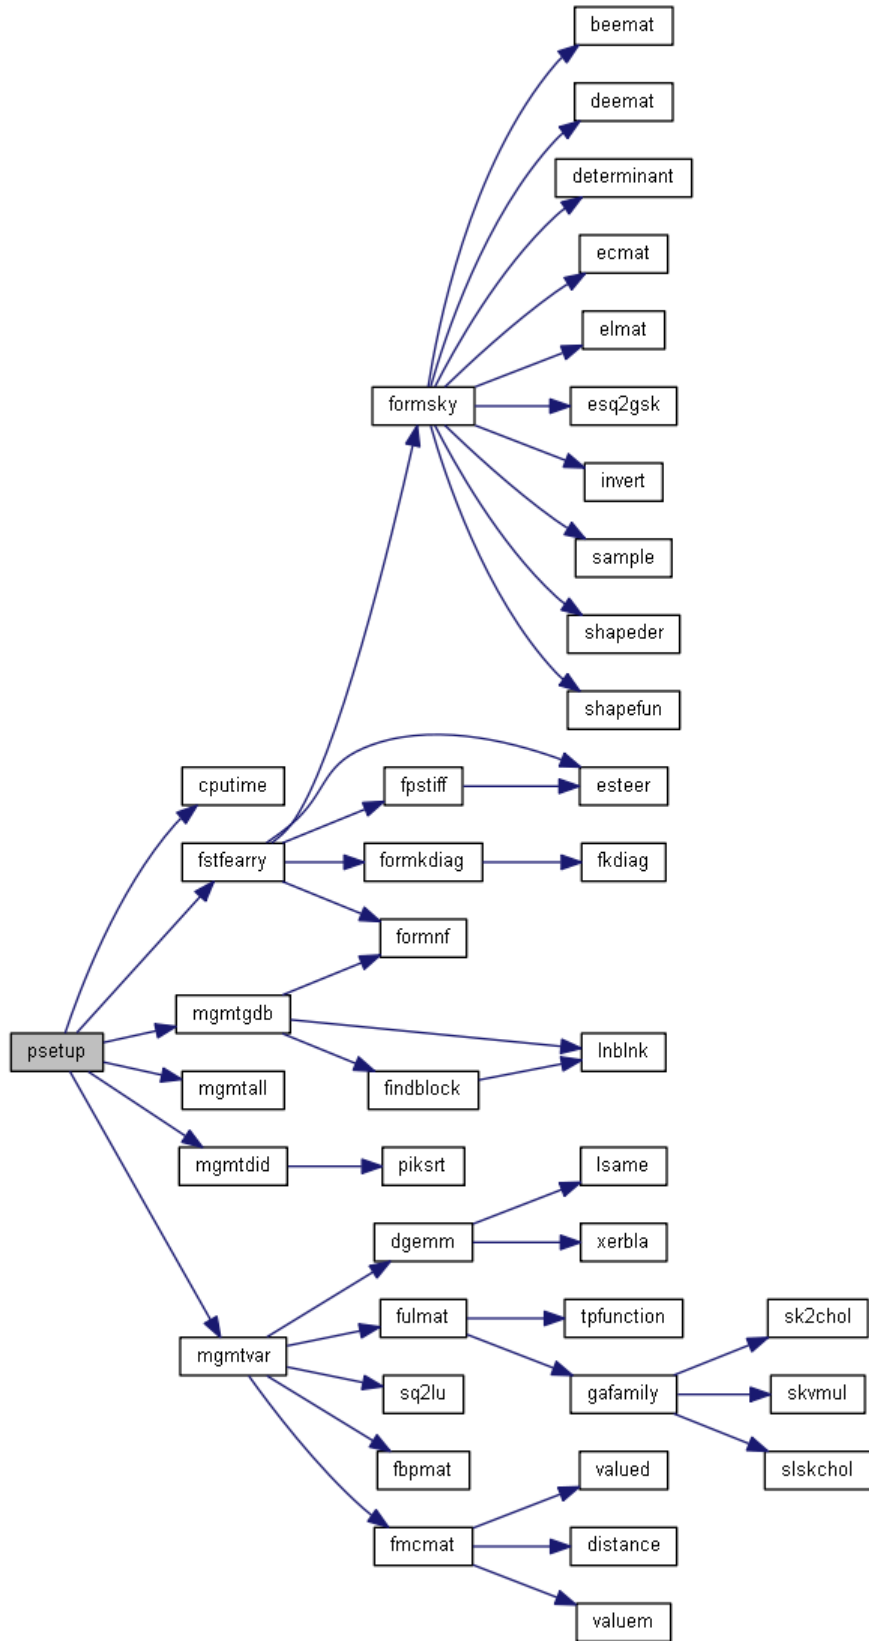 beemat
deemat
determinant
ecmat
elmat
formsky
esq2gsk
invert
sample
shapeder
shapefun
cputime
fpstiff
esteer
fstfearry
formkdiag
fkdiag
formnf
mgmtgdb
psetup
lnblnk
findblock
mgmtall
mgmtdid
piksrt
lsame
dgemm
xerbla
fulmat
tpfunction
sk2chol
mgmtvar
sq2lu
gafamily
skvmul
fbpmat
valued
slskchol
fmcmat
distance
valuem